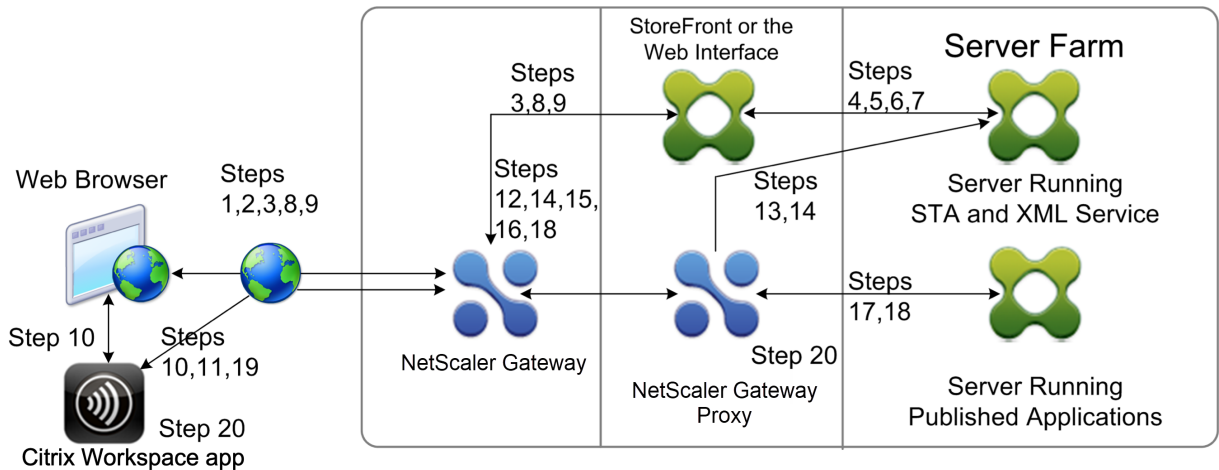 StoreFront or the
Web Interface
Server Farm
Steps
3,8,9
Steps
4,5,6,7
Web Browser
Steps
1,2,3,8,9
Steps
12,14,15,
16,18
Steps
13,14
Server Running
STA and XML Service
Steps
17,18
Step 10
Steps
10,11,19
NetScaler Gateway
Step 20
NetScaler Gateway
Proxy
Server Running
Published Applications
Step 20
Citrix Workspace app